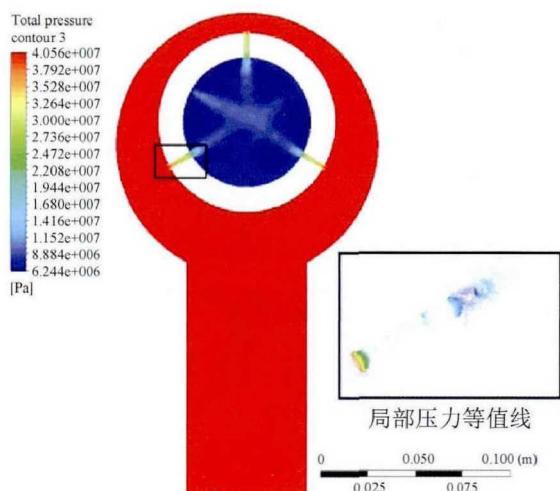 Total pressure
contour 3
4.056e+007
3.792e+007
3.528e+007
3.264e+007
3.000e+007
2.736e+007
2.472e+007
2.208e+007
1.944e+007
1.680e+007
1.416e+007
1.152e+007
8.884e+006
6.244e+006
[Pa]
局部压力等值线
0 0.050 0.100 (m)
0.025 0.075